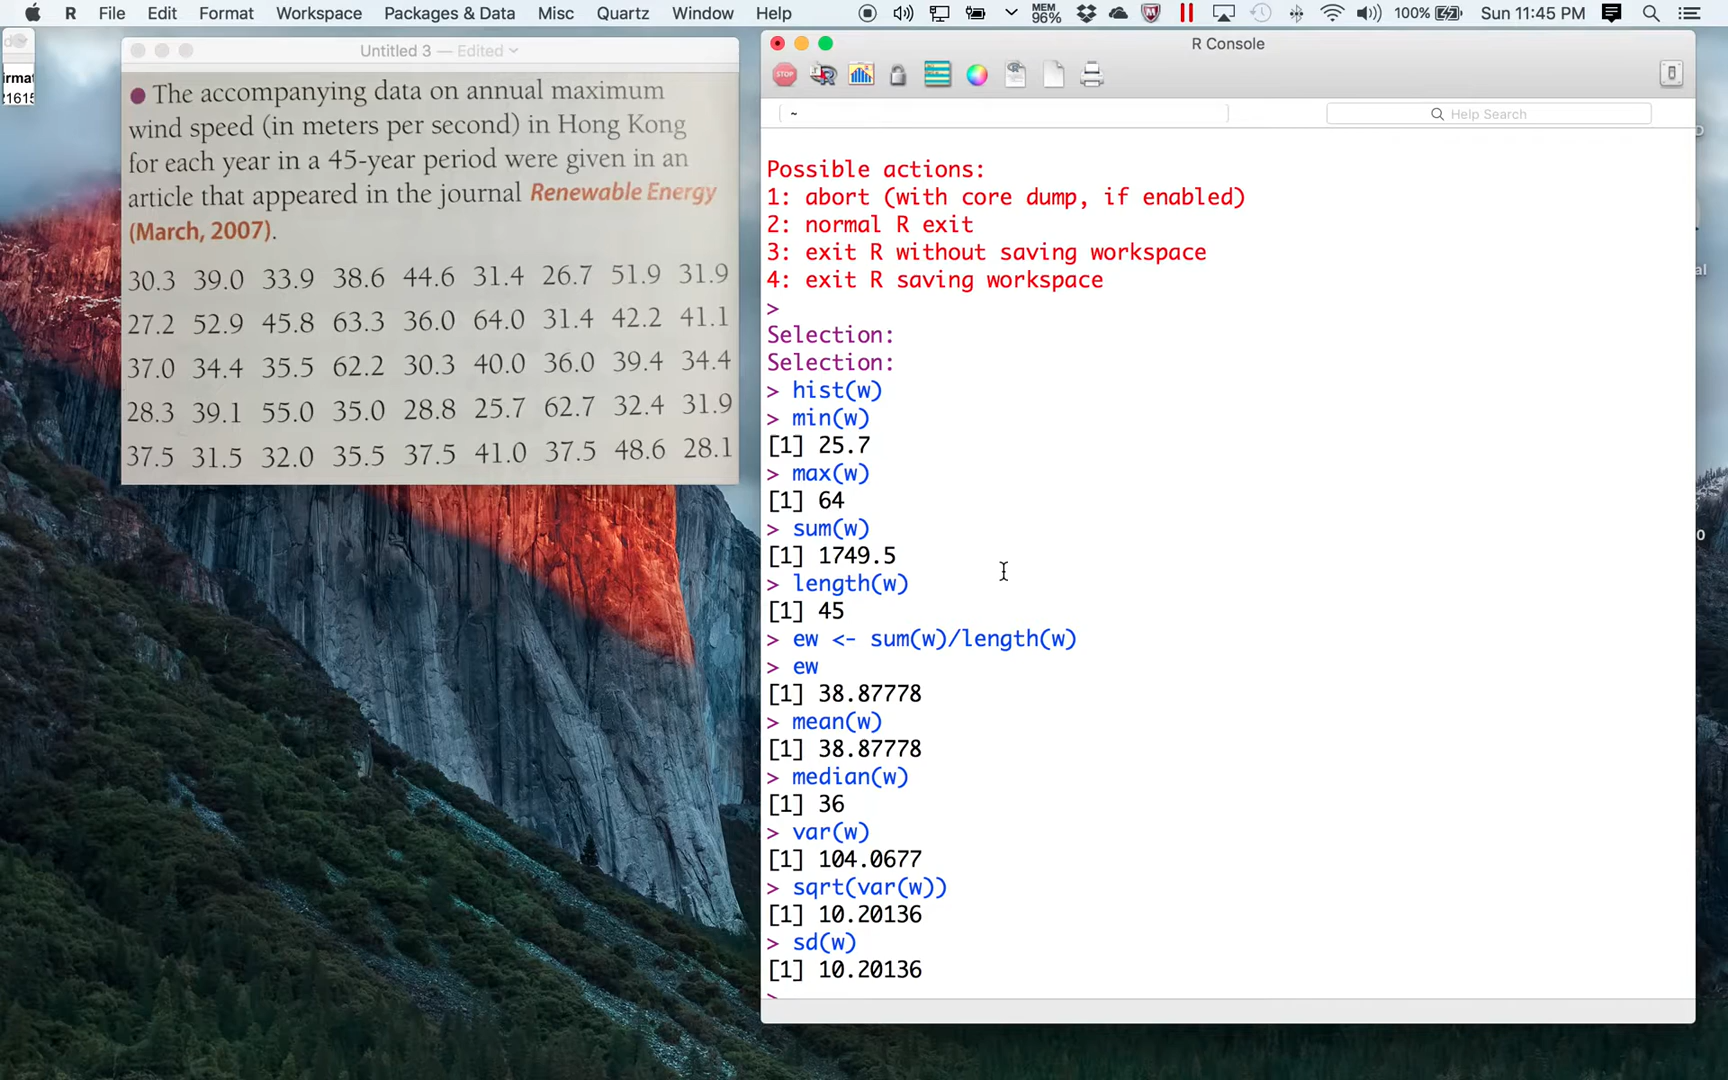 R File Edit Format Workspace Packages & Data Misc Quartz Window Help MEM 96% 100% Sun 11:45 PM
Untitled 3 — Edited
The accompanying data on annual maximum
wind speed (in meters per second) in Hong Kong
for each year in a 45-year period were given in an
article that appeared in the journal Renewable Energy
(March, 2007).
30.3 39.0 33.9 38.6 44.6 31.4 26.7 51.9 31.9
27.2 52.9 45.8 63.3 36.0 64.0 31.4 42.2 41.1
37.0 34.4 35.5 62.2 30.3 40.0 36.0 39.4 34.4
28.3 39.1 55.0 35.0 28.8 25.7 62.7 32.4 31.9
37.5 31.5 32.0 35.5 37.5 41.0 37.5 48.6 28.1
R Console
STOP
~
Help Search
Possible actions:
1: abort (with core dump, if enabled)
2: normal R exit
3: exit R without saving workspace
4: exit R saving workspace
>
Selection:
Selection:
> hist(w)
> min(w)
[1] 25.7
> max(w)
[1] 64
> sum(w)
[1] 1749.5
> length(w)
[1] 45
> ew <- sum(w)/length(w)
> ew
[1] 38.87778
> mean(w)
[1] 38.87778
> median(w)
[1] 36
> var(w)
[1] 104.0677
> sqrt(var(w))
[1] 10.20136
> sd(w)
[1] 10.20136
>